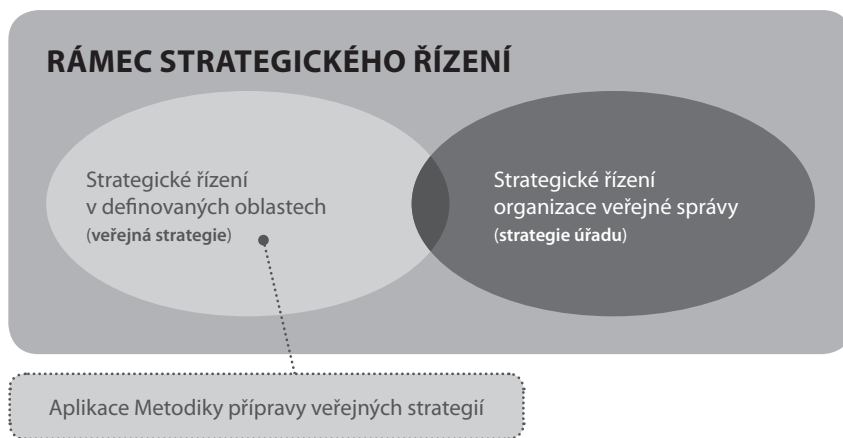 RÁMEC STRATEGICKÉHO ŘÍZENÍ
Strategické řízení
v definovaných oblastech
(veřejná strategie)
Strategické řízení
organizace veřejné správy
(strategie úřadu)
Aplikace Metodiky přípravy veřejných strategií